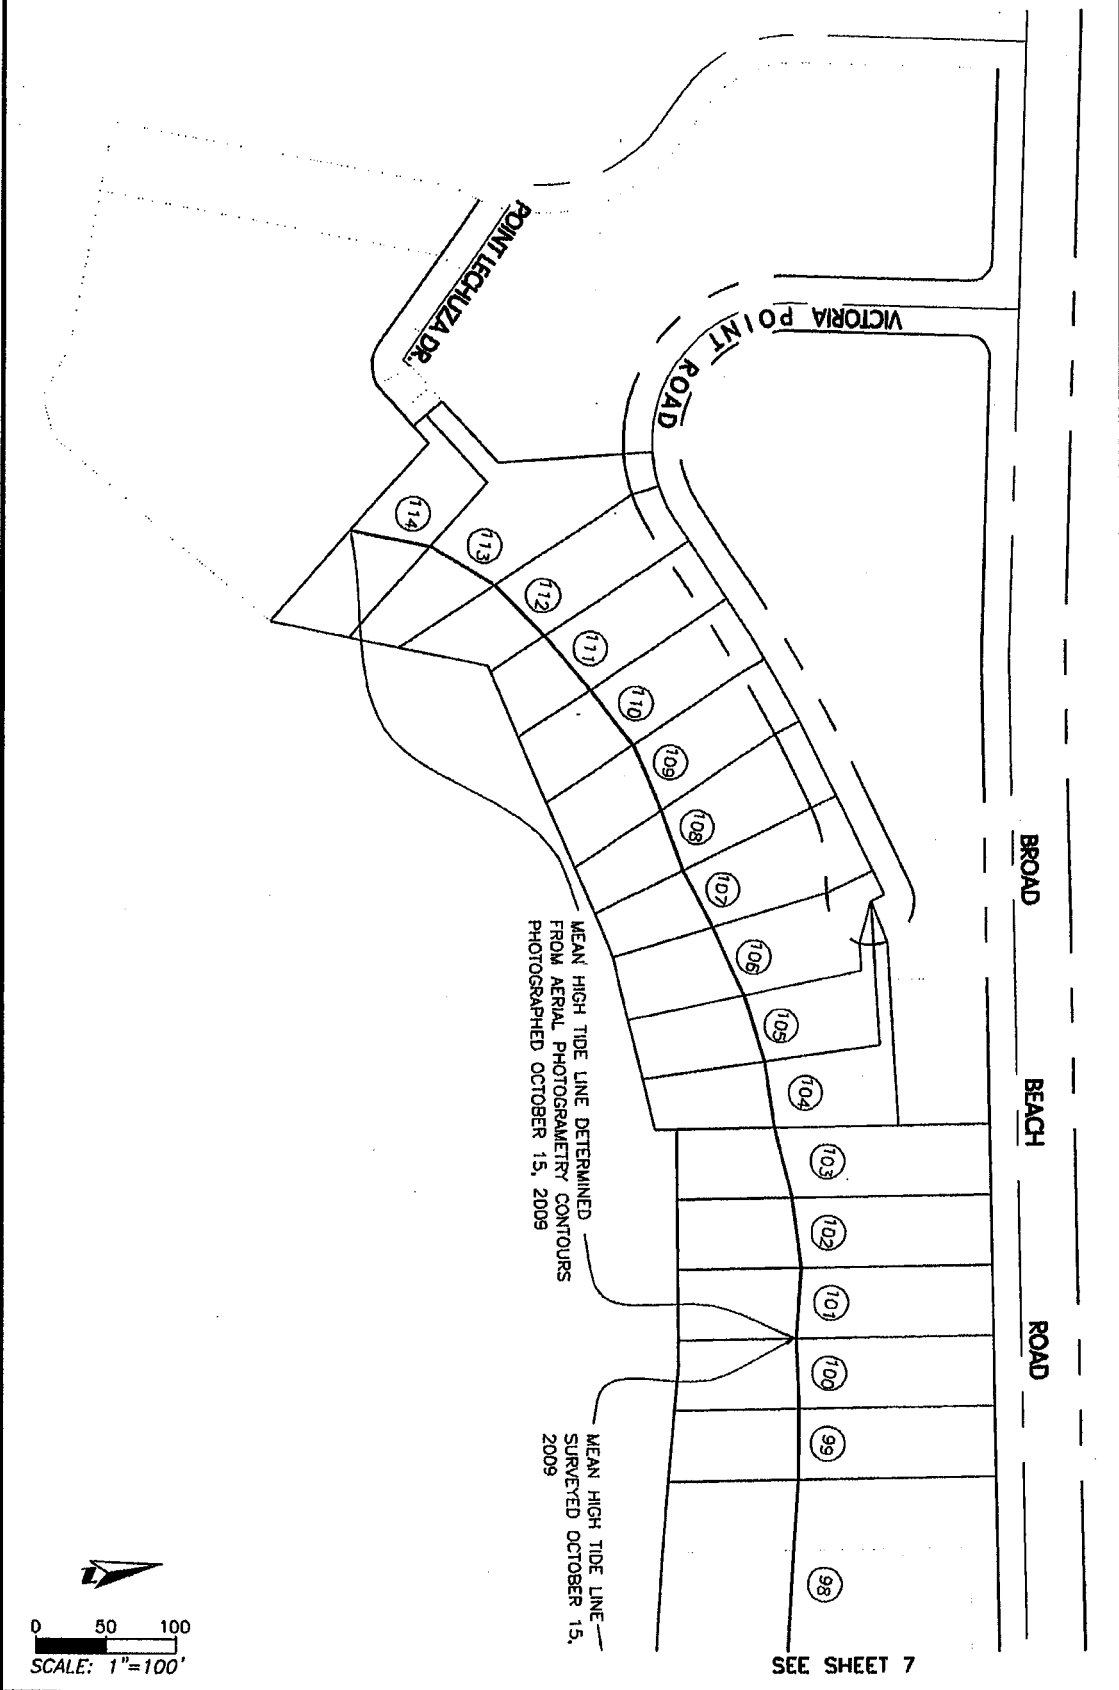 POINT LECHUZA DR.
VICTORIA POINT ROAD
BROAD BEACH ROAD
114
113
112
111
110
109
108
107
106
105
104
103
102
101
100
99
98
MEAN HIGH TIDE LINE DETERMINED
FROM AERIAL PHOTOGRAMETRY CONTOURS
PHOTOGRAPHED OCTOBER 15, 2009
MEAN HIGH TIDE LINE
SURVEYED OCTOBER 15,
2009
SEE SHEET 7
0 50 100
SCALE: 1"=100'